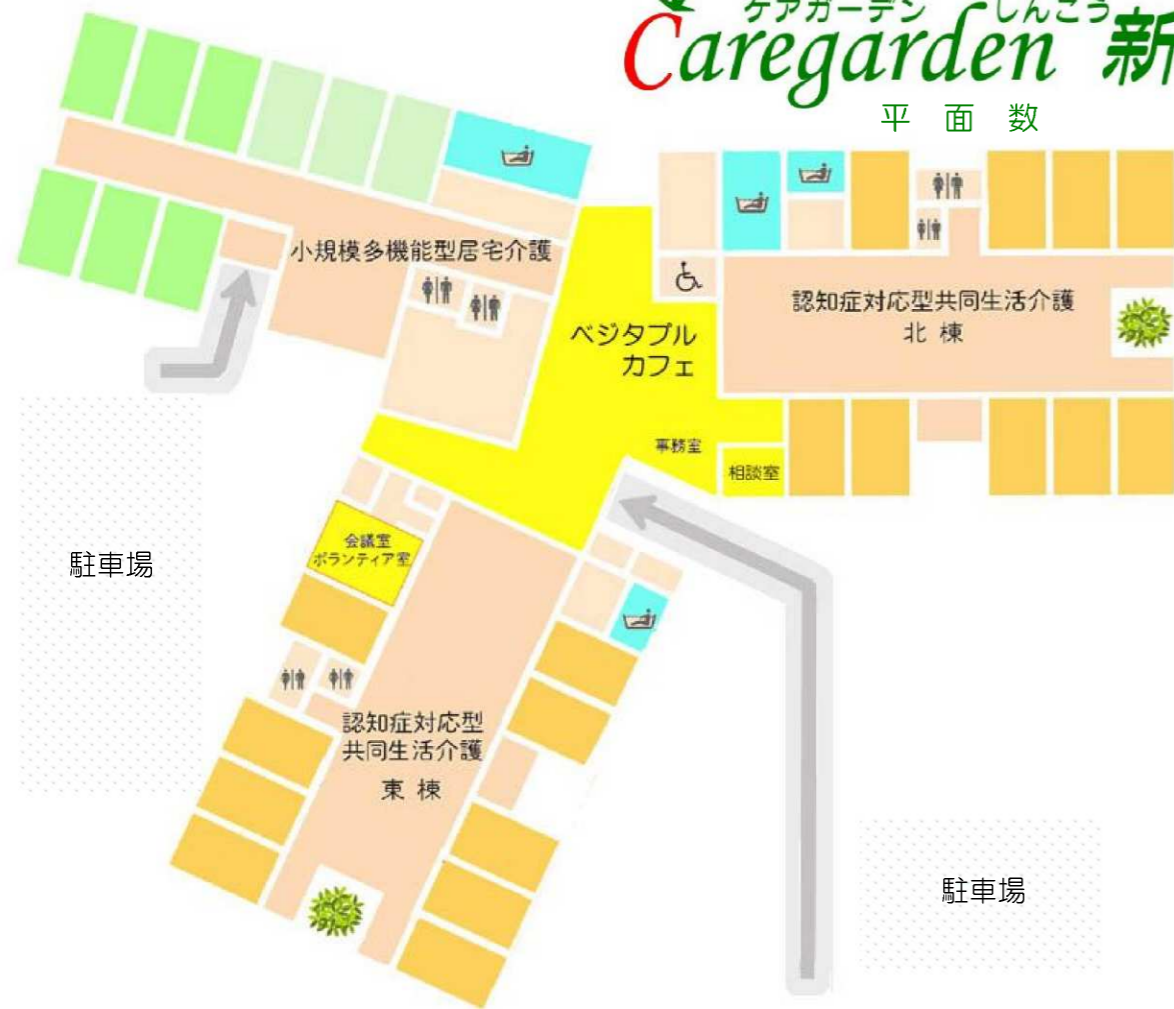 ケアガーデン しんこう
Caregarden 新
平 面 数
小規模多機能型居宅介護
認知症対応型共同生活介護
北 棟
ベジタブル
カフェ
事務室
相談室
会議室
ボランティア室
駐車場
認知症対応型
共同生活介護
東 棟
駐車場